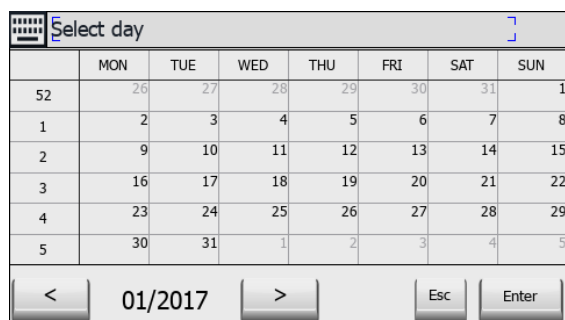 Select day
MON TUE WED THU FRI SAT SUN
52 26 27 28 29 30 31 1
1 2 3 4 5 6 7 8
2 9 10 11 12 13 14 15
3 16 17 18 19 20 21 22
4 23 24 25 26 27 28 29
5 30 31 1 2 3 4 5
< 01/2017 > Esc Enter